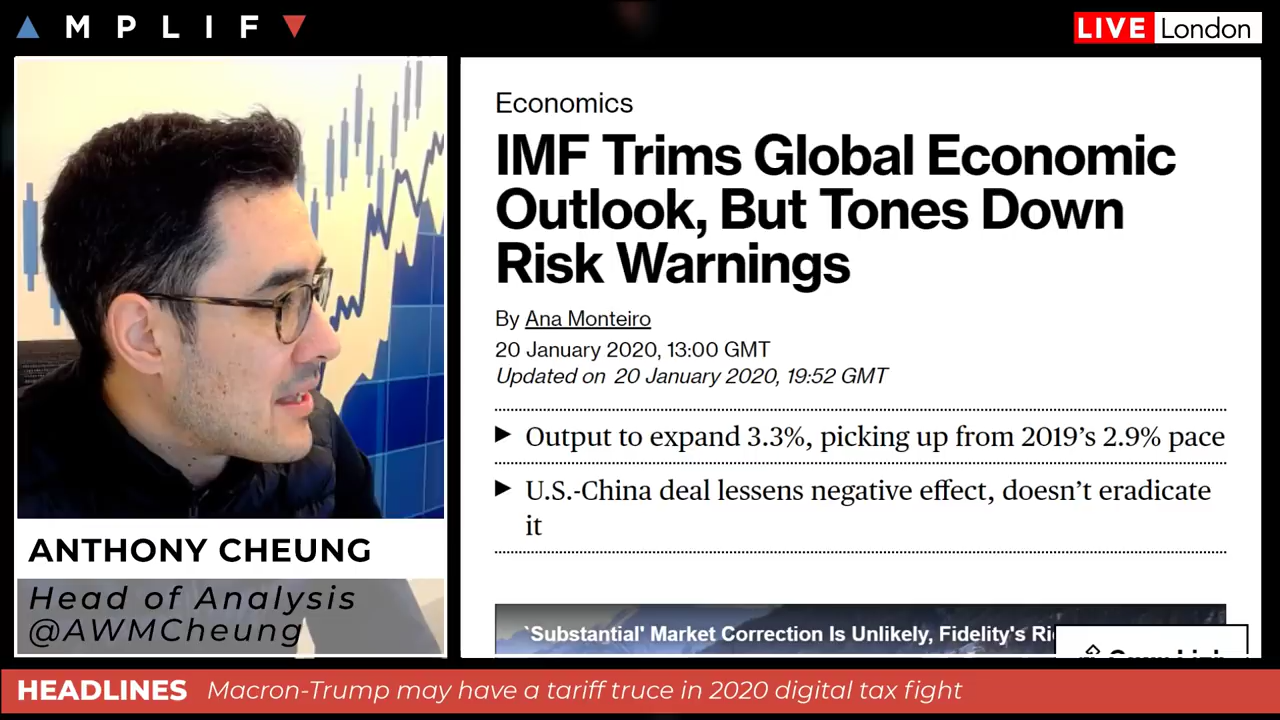 AMPLIFY
LIVE London
Economics
IMF Trims Global Economic
Outlook, But Tones Down
Risk Warnings
By Ana Monteiro
20 January 2020, 13:00 GMT
Updated on 20 January 2020, 19:52 GMT
Output to expand 3.3%, picking up from 2019's 2.9% pace
U.S.-China deal lessens negative effect, doesn't eradicate
it
`Substantial' Market Correction Is Unlikely, Fidelity's
ANTHONY CHEUNG
Head of Analysis
@AWMCheung
HEADLINES Macron-Trump may have a tariff truce in 2020 digital tax fight